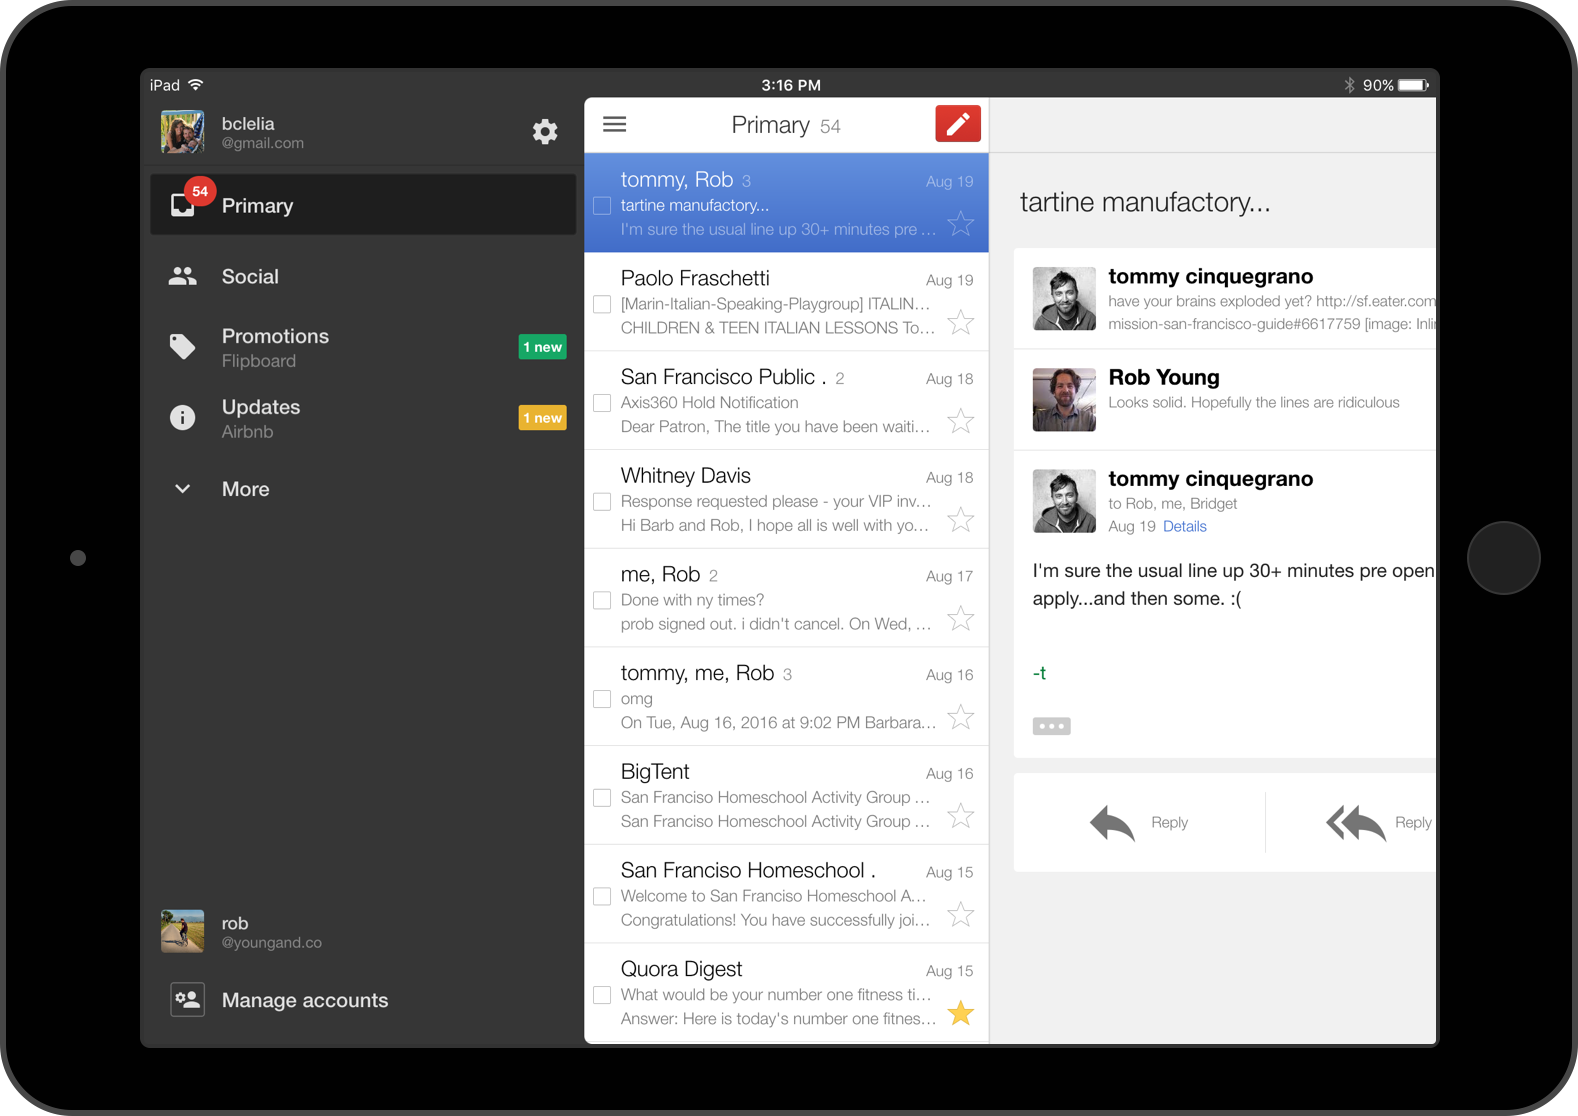 iPad
3:16 PM
90%
bclelia
@gmail.com
54
Primary
Social
Promotions
Flipboard
1 new
Updates
Airbnb
1 new
More
rob
@youngand.co
Manage accounts
Primary 54
tommy, Rob 3 Aug 19
tartine manufactory...
I'm sure the usual line up 30+ minutes pre ...
Paolo Fraschetti Aug 19
[Marin-Italian-Speaking-Playgroup] ITALIN...
CHILDREN & TEEN ITALIAN LESSONS To...
San Francisco Public . 2 Aug 18
Axis360 Hold Notification
Dear Patron, The title you have been waiti...
Whitney Davis Aug 18
Response requested please - your VIP inv...
Hi Barb and Rob, I hope all is well with yo...
me, Rob 2 Aug 17
Done with ny times?
prob signed out. i didn't cancel. On Wed, ...
tommy, me, Rob 3 Aug 16
omg
On Tue, Aug 16, 2016 at 9:02 PM Barbara...
BigTent Aug 16
San Franciso Homeschool Activity Group ...
San Franciso Homeschool Activity Group ...
San Franciso Homeschool . Aug 15
Welcome to San Franciso Homeschool A...
Congratulations! You have successfully joi...
Quora Digest Aug 15
What would be your number one fitness ti...
Answer: Here is today's number one fitnes...
tartine manufactory...
tommy cinquegrano
have your brains exploded yet? http://sf.eater.com
mission-san-francisco-guide#6617759 [image: Inlin
Rob Young
Looks solid. Hopefully the lines are ridiculous
tommy cinquegrano
to Rob, me, Bridget
Aug 19 Details
I'm sure the usual line up 30+ minutes pre open
apply...and then some. :(
-t
Reply
Reply